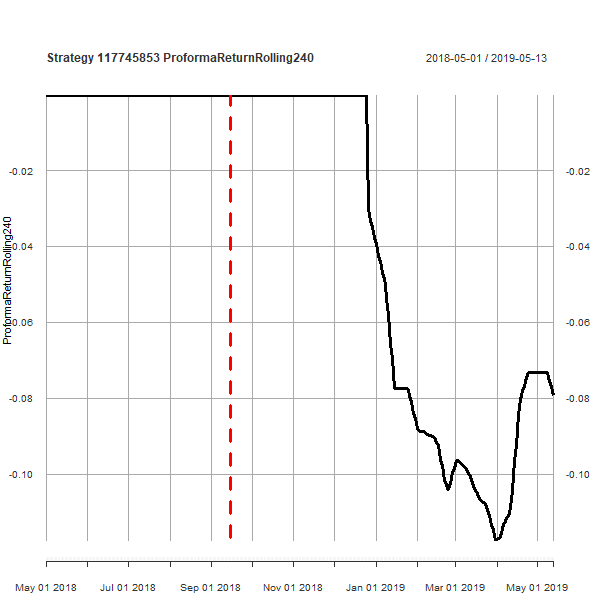 Strategy 117745853 ProformaReturnRolling240
2018-05-01 / 2019-05-13
ProformaReturnRolling240
-0.02
-0.04
-0.06
-0.08
-0.10
-0.02
-0.04
-0.06
-0.08
-0.10
May 01 2018
Jul 01 2018
Sep 01 2018
Nov 01 2018
Jan 01 2019
Mar 01 2019
May 01 2019